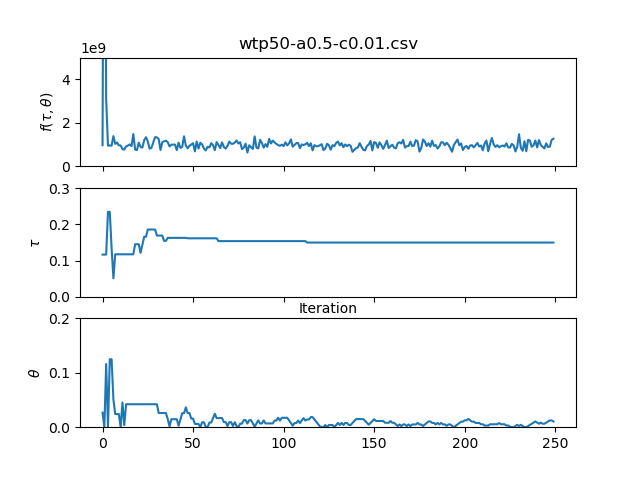 wtp50-a0.5-c0.01.csv
1e9
4
2
0
f(τ, θ)
0.3
0.2
0.1
0.0
τ
Iteration
0.2
0.1
0.0
θ
0 50 100 150 200 250